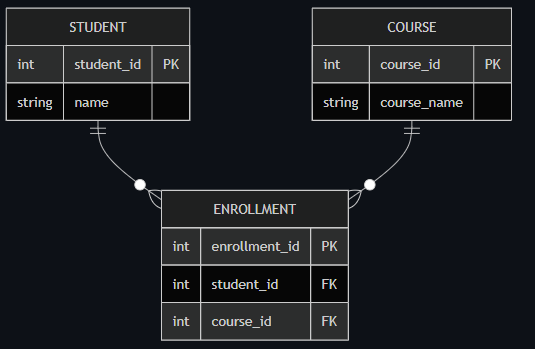 STUDENT
int student_id PK
string name
COURSE
int course_id PK
string course_name
ENROLLMENT
int enrollment_id PK
int student_id FK
int course_id FK